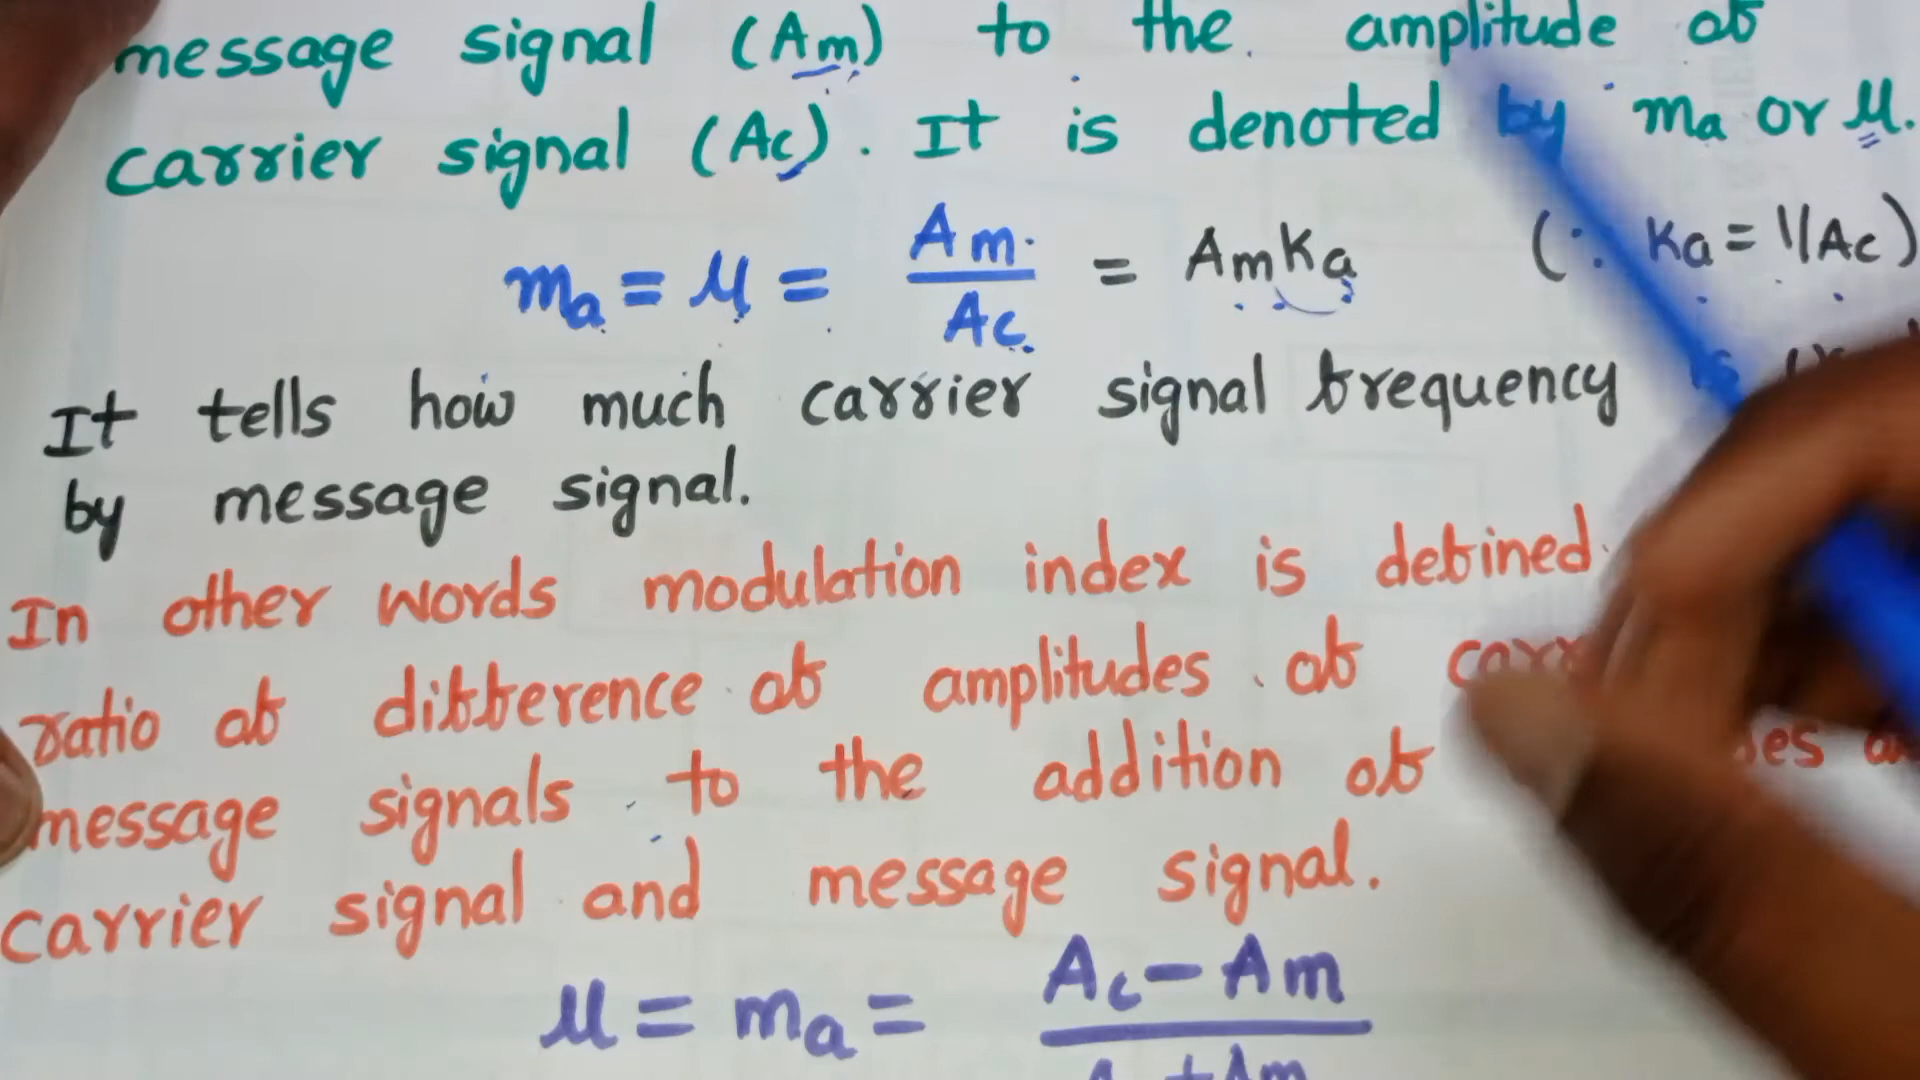 message signal (Am) to the amplitude of
carrier signal (Ac). It is denoted by ma or μ.
ma = μ = Am/Ac = AmKa (∵ Ka = 1/Ac)
It tells how much carrier signal frequency is
by message signal.
In other words modulation index is defined
ratio of difference of amplitudes of
message signals to the addition of
carrier signal and message signal.
μ = ma = Ac - Am